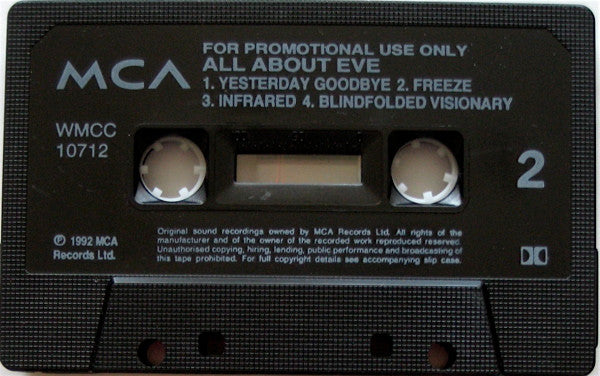 FOR PROMOTIONAL USE ONLY
MCA
ALL ABOUT EVE
1. YESTERDAY GOODBYE 2. FREEZE
3. INFRARED 4. BLINDFOLDED VISIONARY
WMCC
10712
2
℗ 1992 MCA
Records Ltd.
Original sound recordings owned by MCA Records Ltd. All rights of the
manufacturer and of the owner of the recorded work reproduced reserved.
Unauthorised copying, hiring, lending, public performance and broadcasting of
this tape prohibited. For full copyright details see accompanying slip case.